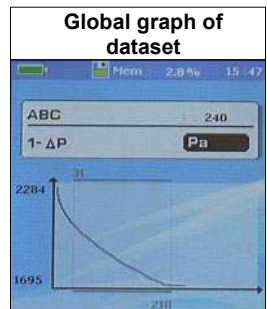 Global graph of
dataset
Mem : 2.8 % 15:47
ABC : 240
1- ΔP Pa
31
2284
1695
210